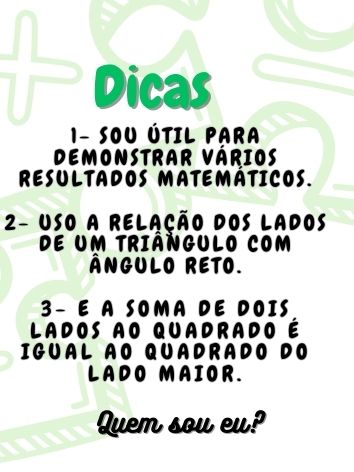 Dicas
1- SOU ÚTIL PARA
DEMONSTRAR VÁRIOS
RESULTADOS MATEMÁTICOS.
2- USO A RELAÇÃO DOS LADOS
DE UM TRIÂNGULO COM
ÂNGULO RETO.
3- E A SOMA DE DOIS
LADOS AO QUADRADO É
IGUAL AO QUADRADO DO
LADO MAIOR.
Quem sou eu?